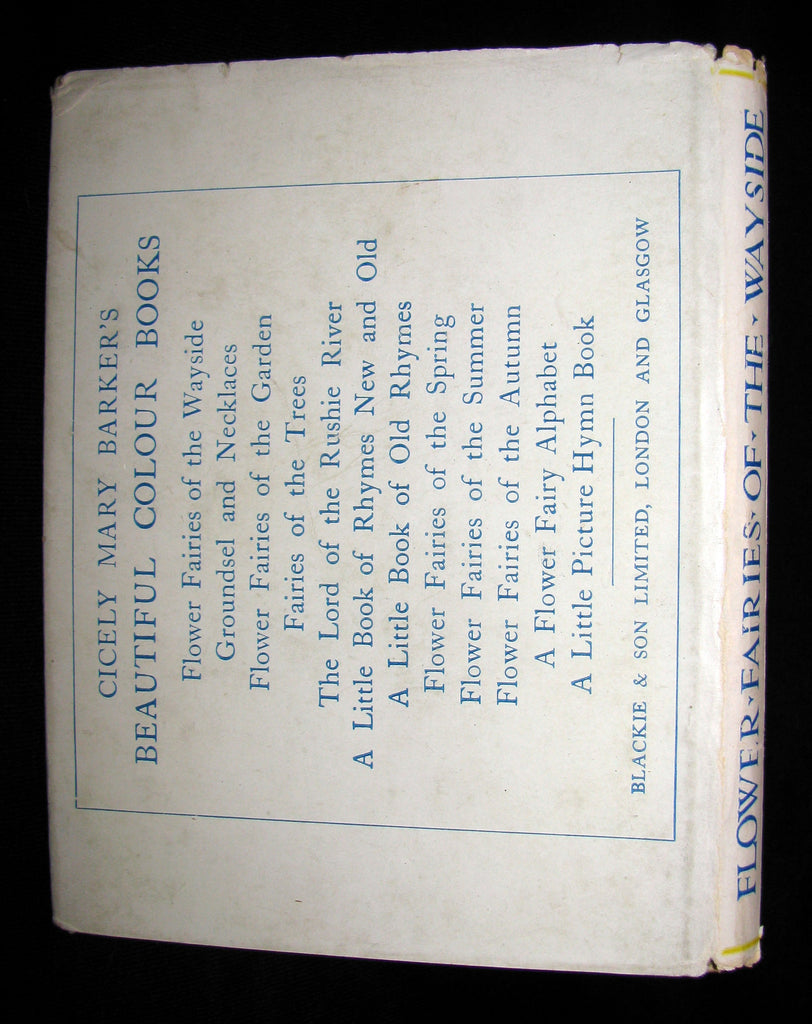 CICELY MARY BARKER'S
BEAUTIFUL COLOUR BOOKS
Flower Fairies of the Wayside
Groundsel and Necklaces
Flower Fairies of the Garden
Fairies of the Trees
The Lord of the Rushie River
A Little Book of Rhymes New and Old
A Little Book of Old Rhymes
Flower Fairies of the Spring
Flower Fairies of the Summer
Flower Fairies of the Autumn
A Flower Fairy Alphabet
A Little Picture Hymn Book
BLACKIE & SON LIMITED, LONDON AND GLASGOW
FLOWER·FAIRIES·OF·THE·WAYSIDE